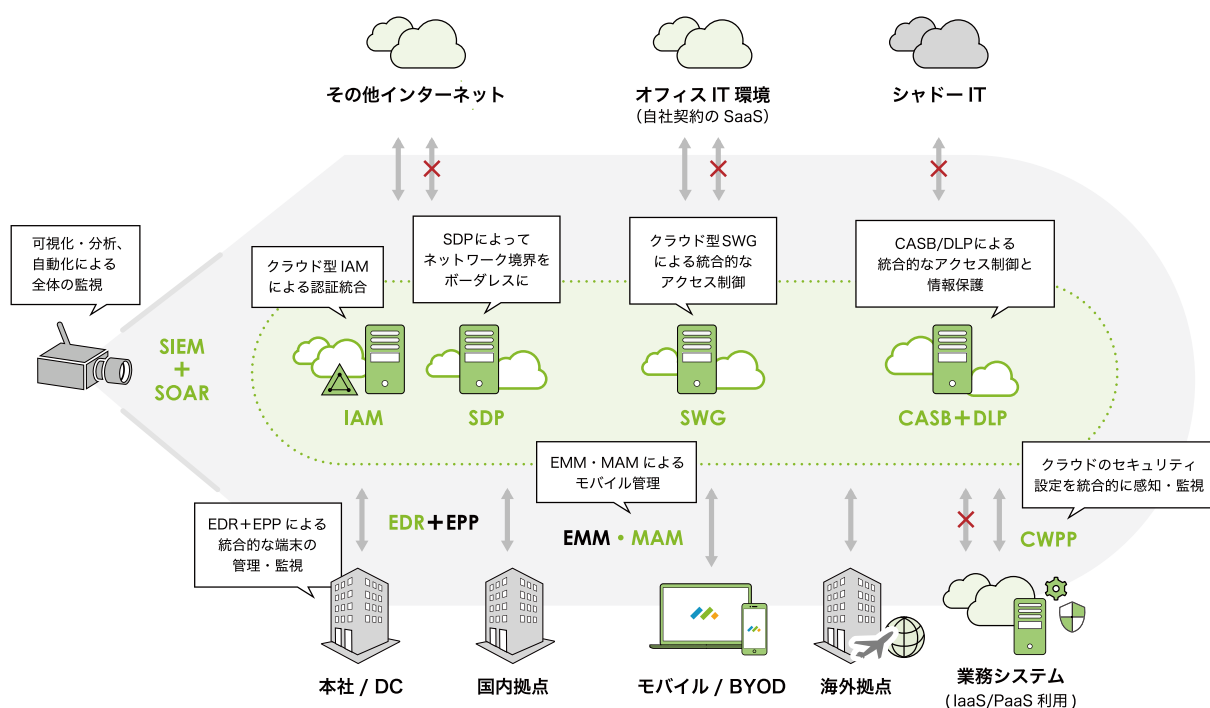 その他インターネット
オフィス IT 環境
（自社契約の SaaS）
シャドー IT
可視化・分析、
自動化による
全体の監視
クラウド型 IAM
による認証統合
SDPによって
ネットワーク境界を
ボーダレスに
クラウド型 SWG
による統合的な
アクセス制御
CASB/DLPによる
統合的なアクセス制御と
情報保護
SIEM
+
SOAR
IAM
SDP
SWG
CASB+DLP
EMM・MAM による
モバイル管理
クラウドのセキュリティ
設定を統合的に感知・監視
EDR+EPP による
統合的な端末の
管理・監視
EDR+EPP
EMM・MAM
CWPP
本社 / DC
国内拠点
モバイル / BYOD
海外拠点
業務システム
( IaaS/PaaS 利用 )